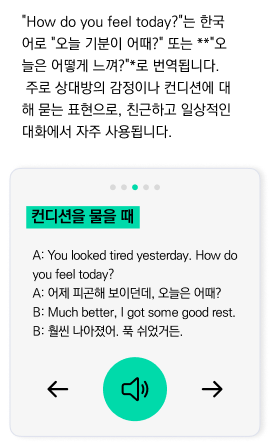 "How do you feel today?"는 한국
어로 "오늘 기분이 어때?" 또는 **"오
늘은 어떻게 느껴?"*로 번역됩니다.
주로 상대방의 감정이나 컨디션에 대
해 묻는 표현으로, 친근하고 일상적인
대화에서 자주 사용됩니다.
컨디션을 물을 때
A: You looked tired yesterday. How do
you feel today?
A: 어제 피곤해 보이던데, 오늘은 어때?
B: Much better, I got some good rest.
B: 훨씬 나아졌어. 푹 쉬었거든.